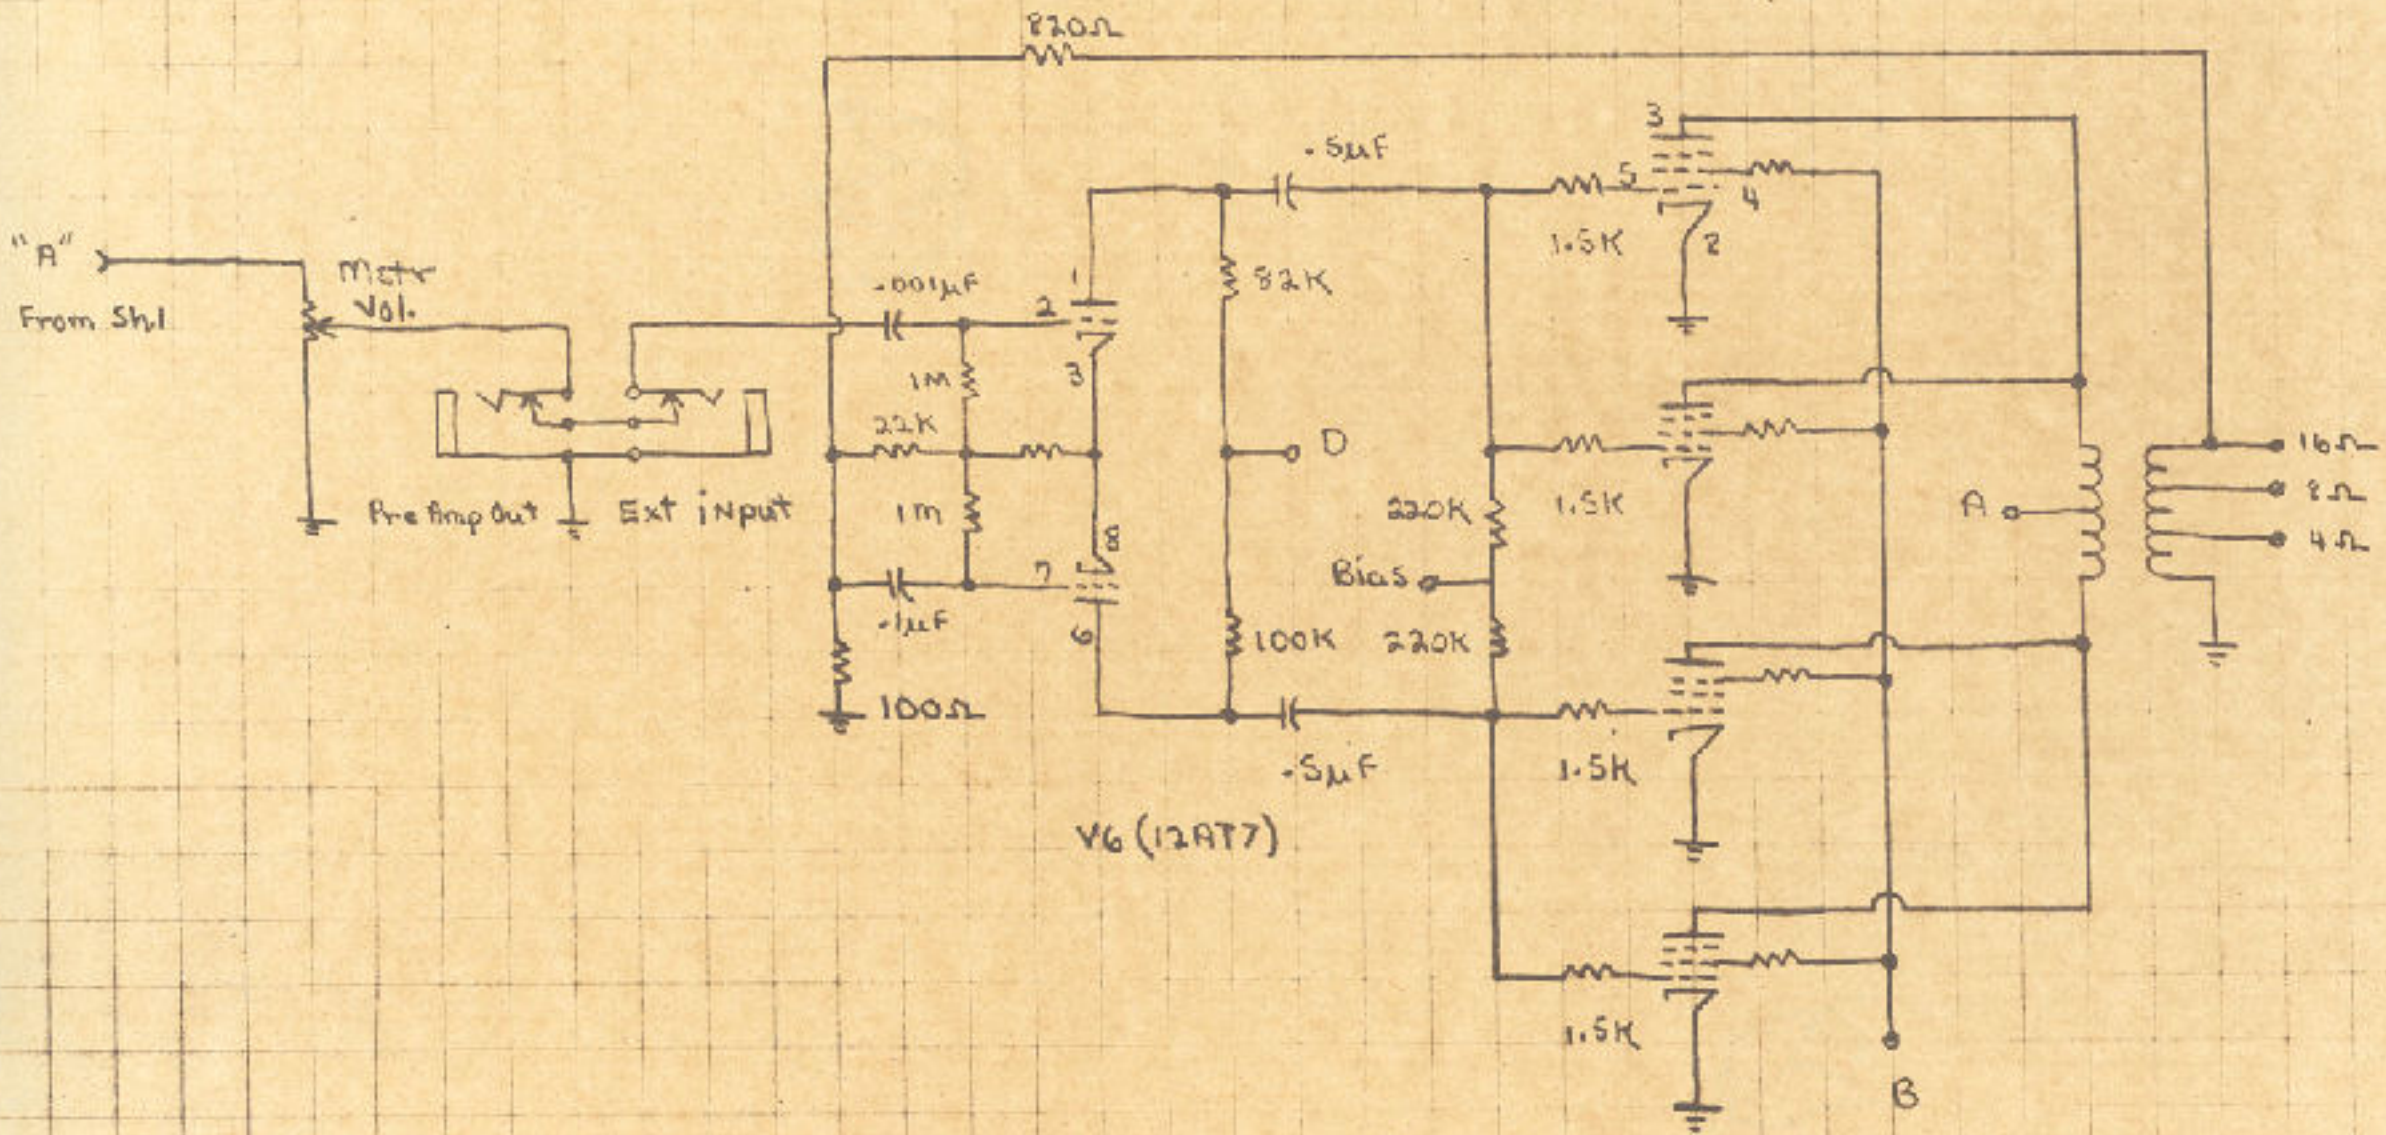 820Ω
.5µF
3
5
4
2
1.5K
"A"
From Sh.1
Mstr
Vol.
.001µF
1
2
3
82K
1M
22K
D
Pre Amp Out
Ext iNput
1M
8
7
6
.1µF
220K
Bias
220K
1.5K
A
16Ω
8Ω
4Ω
100K
100Ω
.5µF
1.5K
V6 (12AT7)
1.5K
B